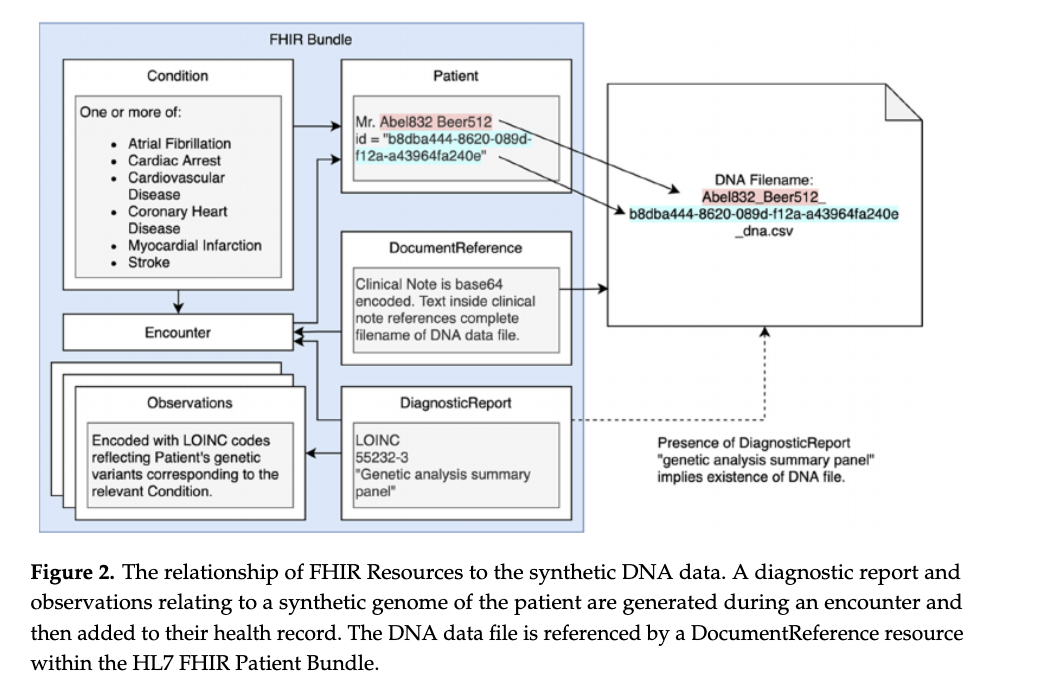 FHIR Bundle
Condition
One or more of:
• Atrial Fibrillation
• Cardiac Arrest
• Cardiovascular
Disease
• Coronary Heart
Disease
• Myocardial Infarction
• Stroke
Patient
Mr. Abel832 Beer512
id = "b8dba444-8620-089d-
f12a-a43964fa240e"
DNA Filename:
Abel832_Beer512_
b8dba444-8620-089d-f12a-a43964fa240e
_dna.csv
DocumentReference
Clinical Note is base64
encoded. Text inside clinical
note references complete
filename of DNA data file.
Encounter
Observations
Encoded with LOINC codes
reflecting Patient's genetic
variants corresponding to the
relevant Condition.
DiagnosticReport
LOINC
55232-3
"Genetic analysis summary
panel"
Presence of DiagnosticReport
"genetic analysis summary panel"
implies existence of DNA file.
Figure 2. The relationship of FHIR Resources to the synthetic DNA data. A diagnostic report and
observations relating to a synthetic genome of the patient are generated during an encounter and
then added to their health record. The DNA data file is referenced by a DocumentReference resource
within the HL7 FHIR Patient Bundle.